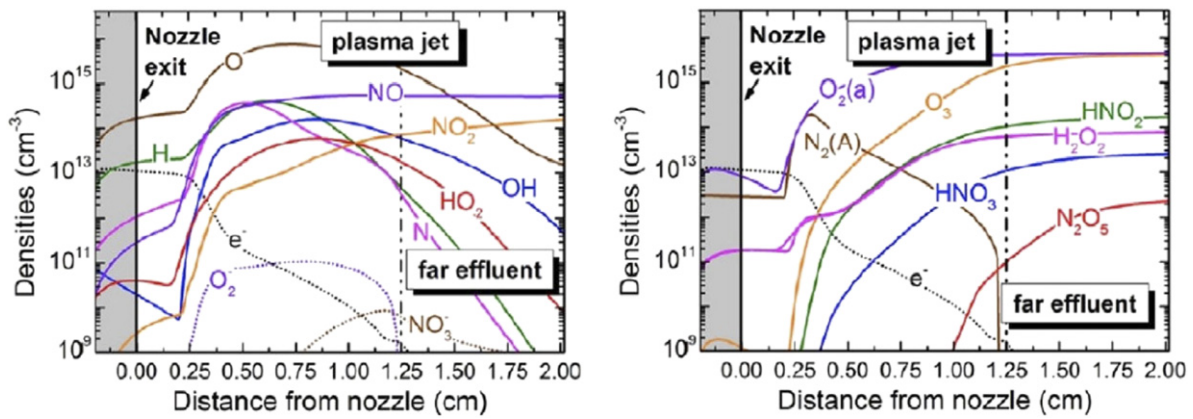 Nozzle
exit
plasma jet
O
NO
NO2
H
OH
HO2
N
e-
O2-
NO3-
far effluent
Densities (cm-3)
10^15
10^13
10^11
10^9
0.00 0.25 0.50 0.75 1.00 1.25 1.50 1.75 2.00
Distance from nozzle (cm)
Nozzle
exit
plasma jet
O2(a)
O3
N2(A)
HNO2
H2O2
HNO3
N2O5
e-
far effluent
Densities (cm-3)
10^15
10^13
10^11
10^9
0.00 0.25 0.50 0.75 1.00 1.25 1.50 1.75 2.00
Distance from nozzle (cm)